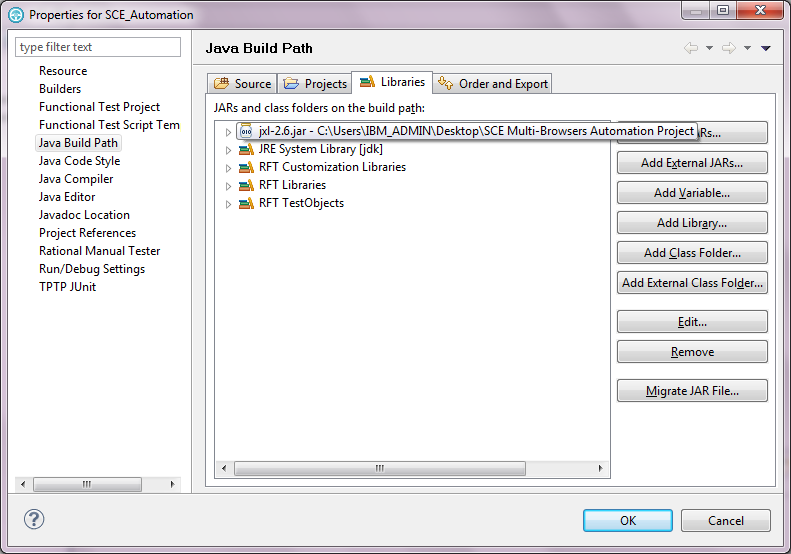 Properties for SCE_Automation
type filter text
Resource
Builders
Functional Test Project
Functional Test Script Tem
Java Build Path
Java Code Style
Java Compiler
Java Editor
Javadoc Location
Project References
Rational Manual Tester
Run/Debug Settings
TPTP JUnit
Java Build Path
Source Projects Libraries Order and Export
JARs and class folders on the build path:
jxl-2.6.jar - C:\Users\IBM_ADMIN\Desktop\SCE Multi-Browsers Automation Project
JRE System Library [jdk]
RFT Customization Libraries
RFT Libraries
RFT TestObjects
Rs...
Add External JARs...
Add Variable...
Add Library...
Add Class Folder...
Add External Class Folder...
Edit...
Remove
Migrate JAR File...
OK Cancel